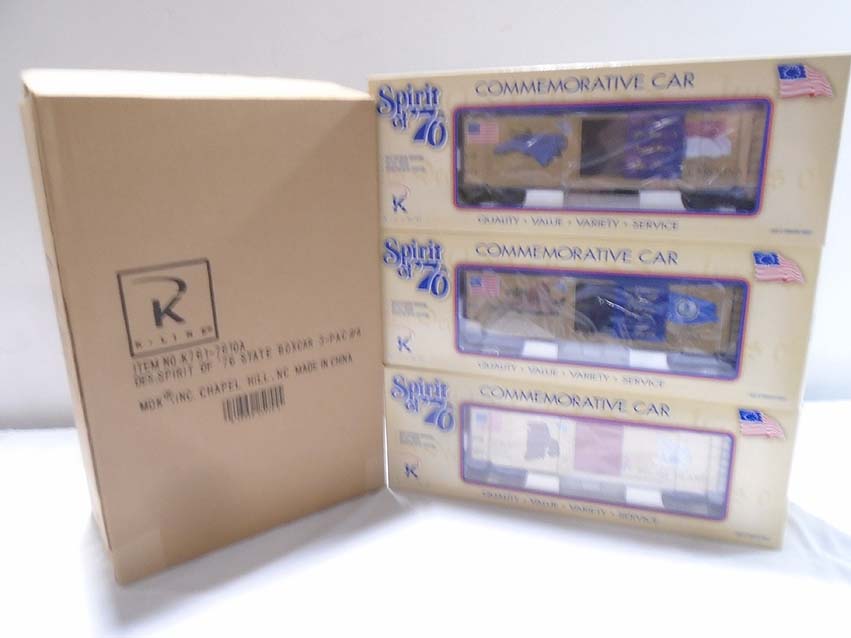 K
K-LINE
ITEM NO. K761-7610A
DES: SPIRIT OF '76 STATE BOXCAR 3-PAC #4
MDK® INC. CHAPEL HILL, NC MADE IN CHINA
Spirit of '76
COMMEMORATIVE CAR
K
QUALITY • VALUE • VARIETY • SERVICE
Spirit of '76
COMMEMORATIVE CAR
K
QUALITY • VALUE • VARIETY • SERVICE
Spirit of '76
COMMEMORATIVE CAR
K
QUALITY • VALUE • VARIETY • SERVICE